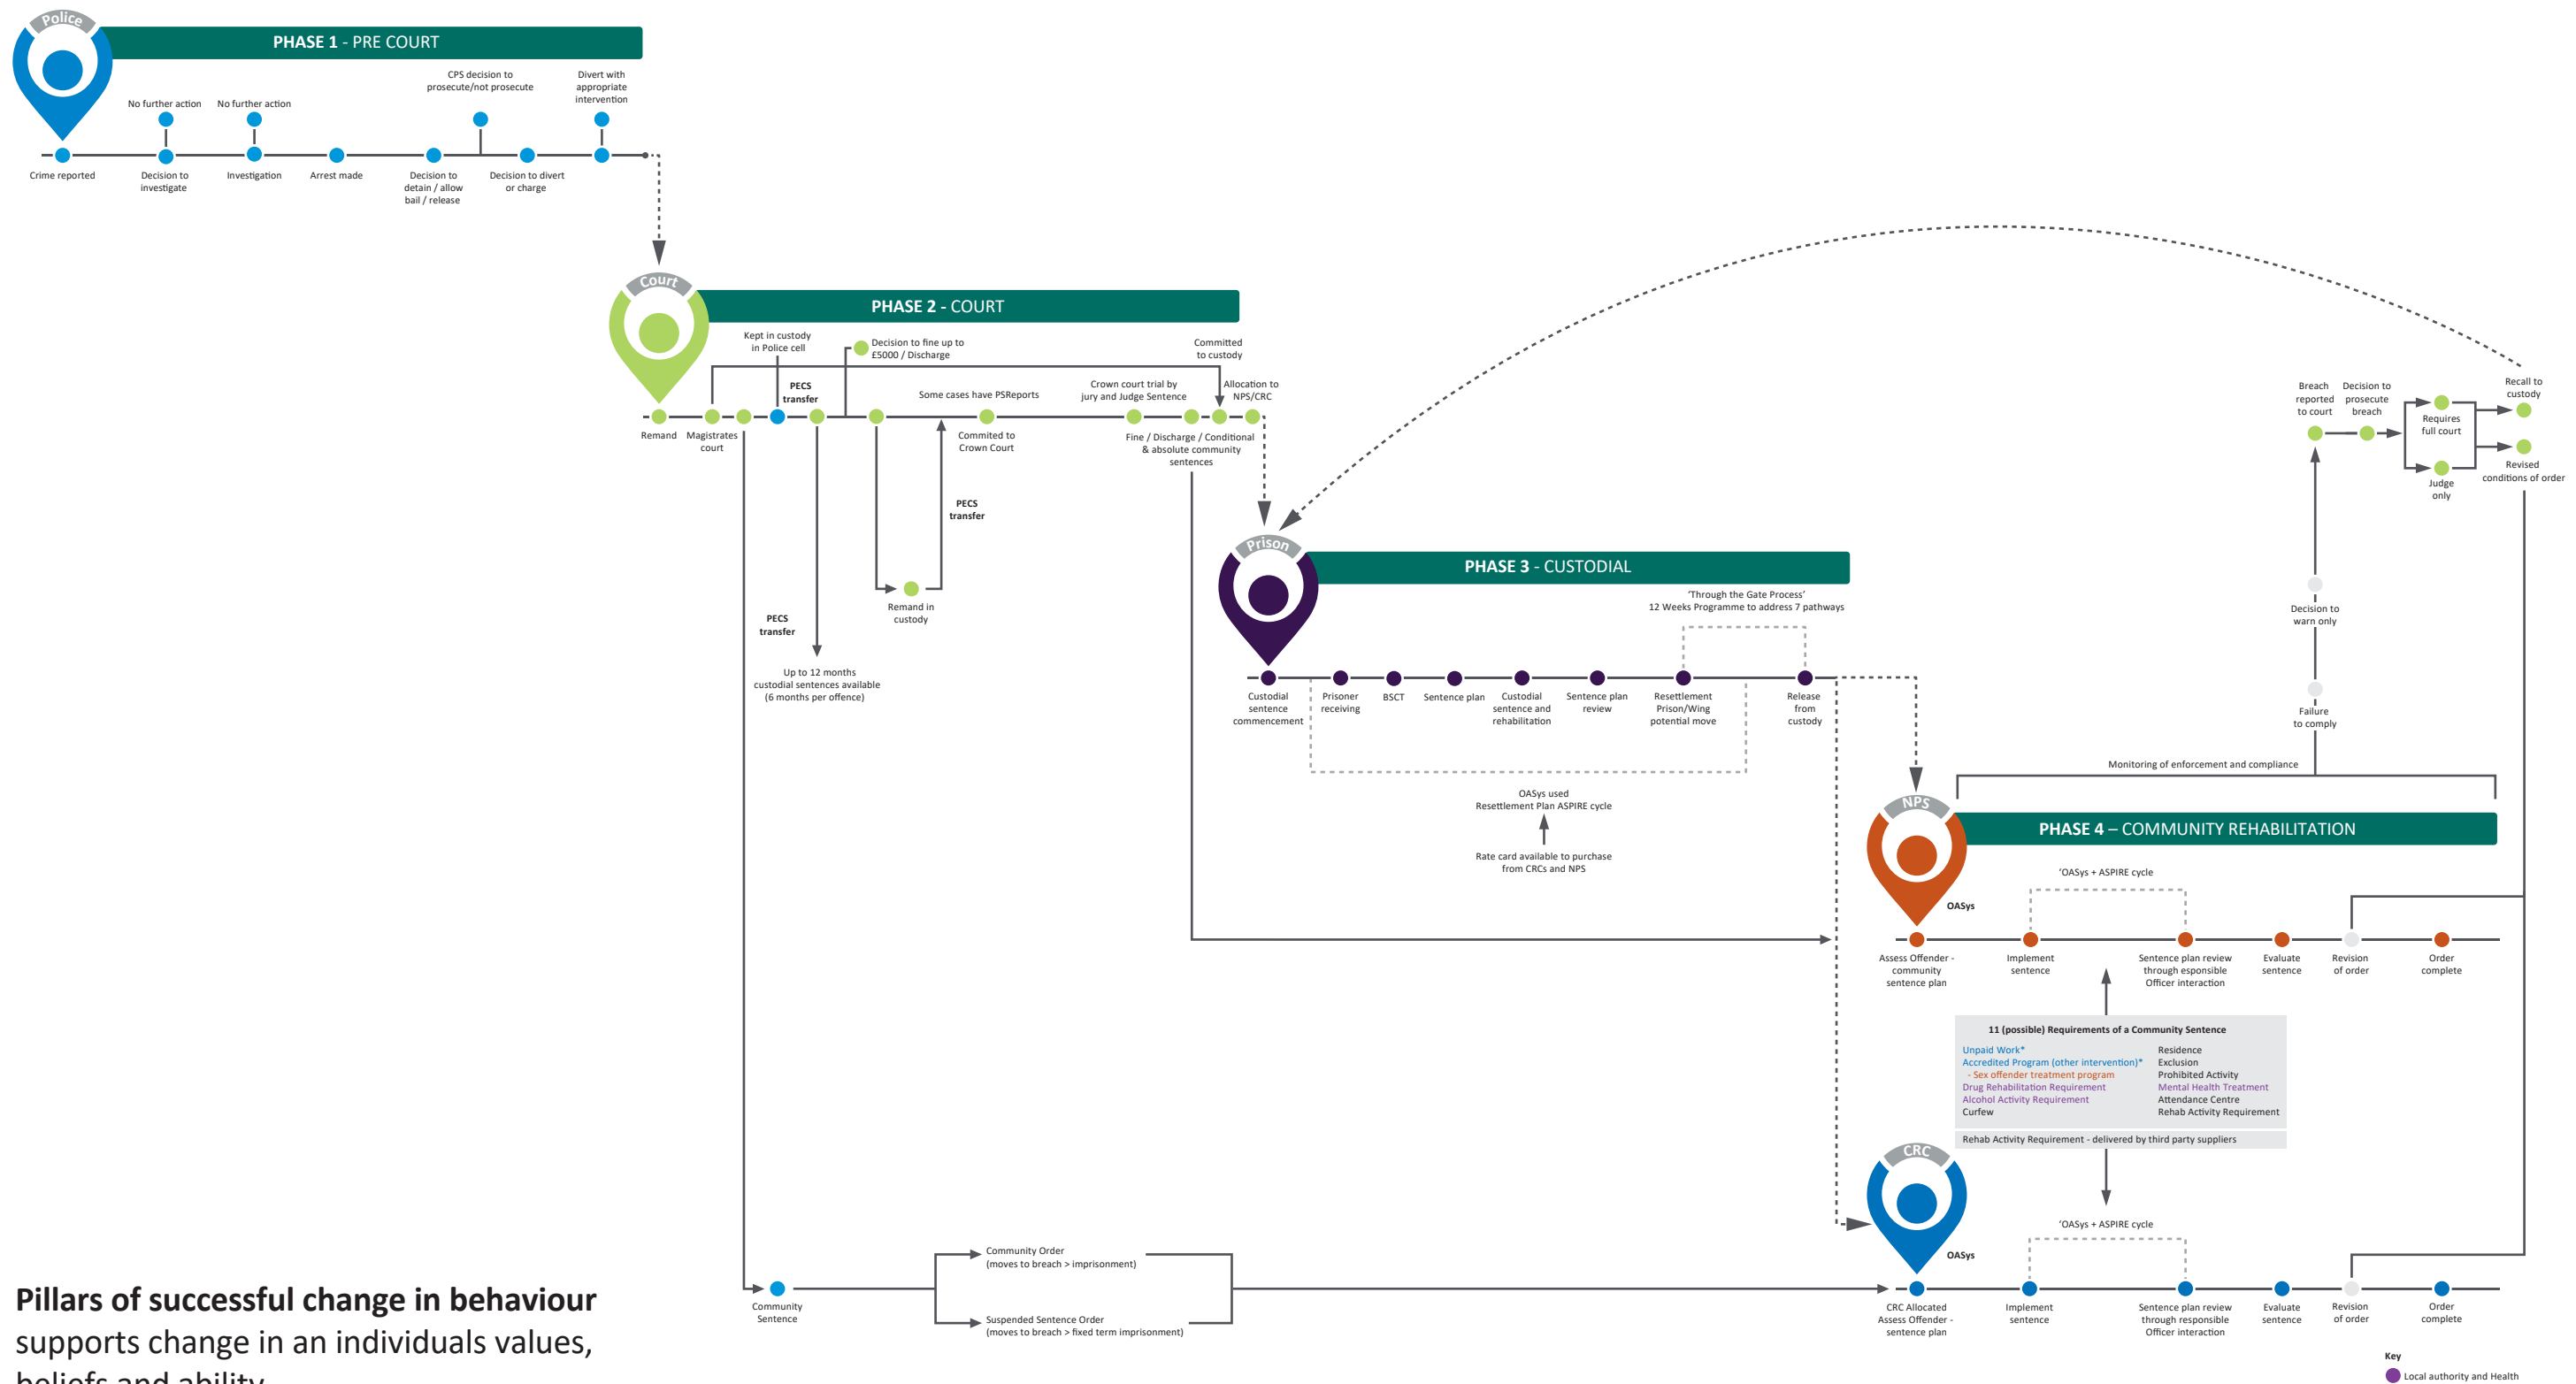 Police
PHASE 1 - PRE COURT
CPS decision to
prosecute/not prosecute
Divert with
appropriate
intervention
No further action
No further action
Crime reported
Decision to
investigate
Investigation
Arrest made
Decision to
detain / allow
bail / release
Decision to divert
or charge
Court
PHASE 2 - COURT
Kept in custody
in Police cell
Decision to fine up to
£5000 / Discharge
Committed
to custody
PECS
transfer
Some cases have PSReports
Crown court trial by
jury and Judge Sentence
Allocation to
NPS/CRC
Remand
Magistrates
court
Commited to
Crown Court
Fine / Discharge / Conditional
& absolute community
sentences
PECS
transfer
Remand in
custody
PECS
transfer
Up to 12 months
custodial sentences available
(6 months per offence)
Breach
reported
to court
Decision to
prosecute
breach
Requires
full court
Judge
only
Recall to
custody
Revised
conditions of order
Decision to
warn only
Failure
to comply
Monitoring of enforcement and compliance
Prison
PHASE 3 - CUSTODIAL
'Through the Gate Process'
12 Weeks Programme to address 7 pathways
Custodial
sentence
commencement
Prisoner
receiving
BSCT
Sentence plan
Custodial
sentence and
rehabilitation
Sentence plan
review
Resettlement
Prison/Wing
potential move
Release
from
custody
OASys used
Resettlement Plan ASPIRE cycle
Rate card available to purchase
from CRCs and NPS
NPS
PHASE 4 – COMMUNITY REHABILITATION
'OASys + ASPIRE cycle
OASys
Assess Offender -
community
sentence plan
Implement
sentence
Sentence plan review
through esponsible
Officer interaction
Evaluate
sentence
Revision
of order
Order
complete
11 (possible) Requirements of a Community Sentence
Unpaid Work*
Accredited Program (other intervention)*
- Sex offender treatment program
Drug Rehabilitation Requirement
Alcohol Activity Requirement
Curfew
Residence
Exclusion
Prohibited Activity
Mental Health Treatment
Attendance Centre
Rehab Activity Requirement
Rehab Activity Requirement - delivered by third party suppliers
CRC
'OASys + ASPIRE cycle
OASys
Community
Sentence
Community Order
(moves to breach > imprisonment)
Suspended Sentence Order
(moves to breach > fixed term imprisonment)
CRC Allocated
Assess Offender -
sentence plan
Implement
sentence
Sentence plan review
through responsible
Officer interaction
Evaluate
sentence
Revision
of order
Order
complete
Key
Local authority and Health
Pillars of successful change in behaviour
supports change in an individuals values,
beliefs and ability